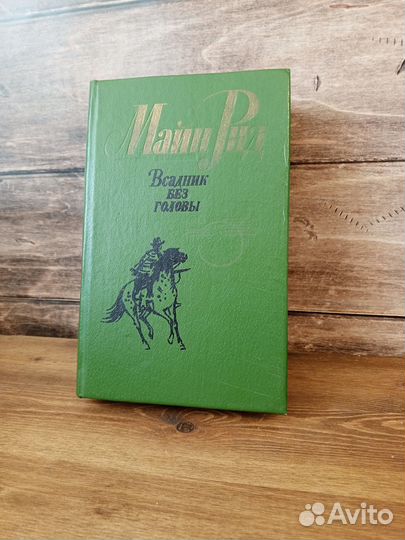 Майн Рид
Всадник
без
головы
Avito